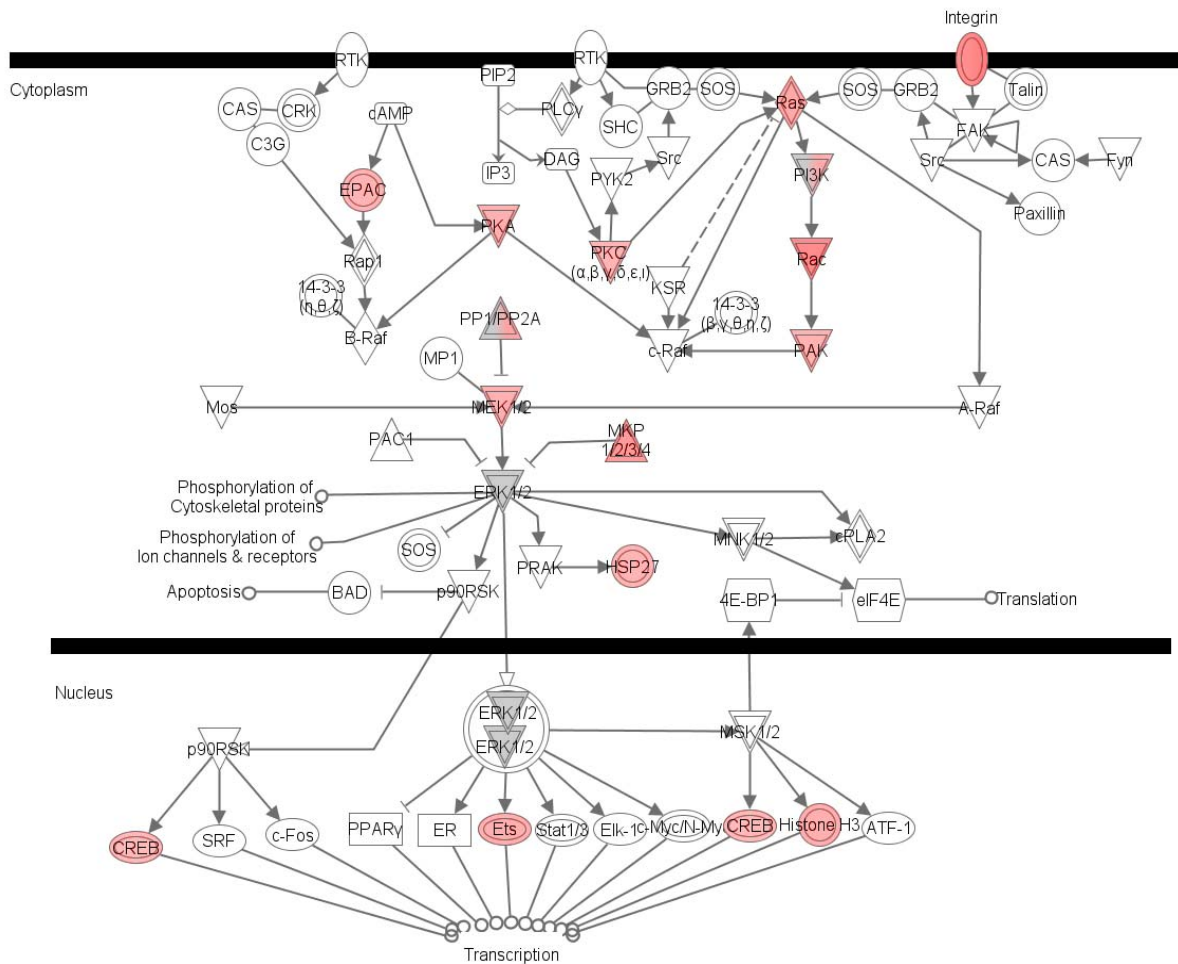 Integrin
RTK
RTK
Cytoplasm
PIP2
CAS
CRK
cAMP
PLCγ
GRB2
SOS
Ras
SOS
GRB2
Talin
C3G
SHC
FAK
IP3
DAG
PYK2
Src
Src
CAS
Fyn
EPAC
PI3K
Paxillin
PKA
PKC
(α,β,γ,δ,ε,ι)
Rac
Rap1
KSR
14-3-3
(η,θ,ζ)
14-3-3
(β,γ,θ,η,ζ)
B-Raf
PP1/PP2A
c-Raf
PAK
MP1
Mos
MEK1/2
A-Raf
PAC1
MKP
1/2/3/4
ERK1/2
Phosphorylation of
Cytoskeletal proteins
Phosphorylation of
Ion channels & receptors
SOS
MNK1/2
cPLA2
PRAK
HSP27
Apoptosis
BAD
p90RSK
4E-BP1
eIF4E
Translation
Nucleus
ERK1/2
ERK1/2
p90RSK
MSK1/2
CREB
SRF
c-Fos
PPARγ
ER
Ets
Stat1/3
Elk-1
c-Myc/N-My
CREB
Histone H3
ATF-1
Transcription